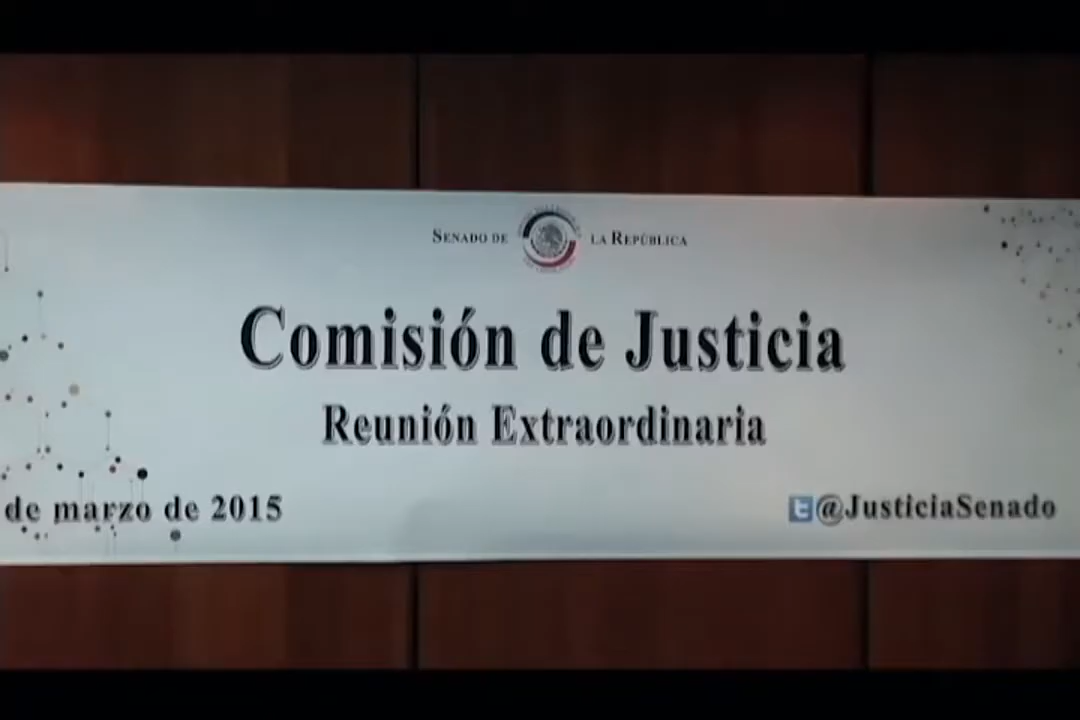 SENADO DE LA REPÚBLICA
Comisión de Justicia
Reunión Extraordinaria
de marzo de 2015
@JusticiaSenado